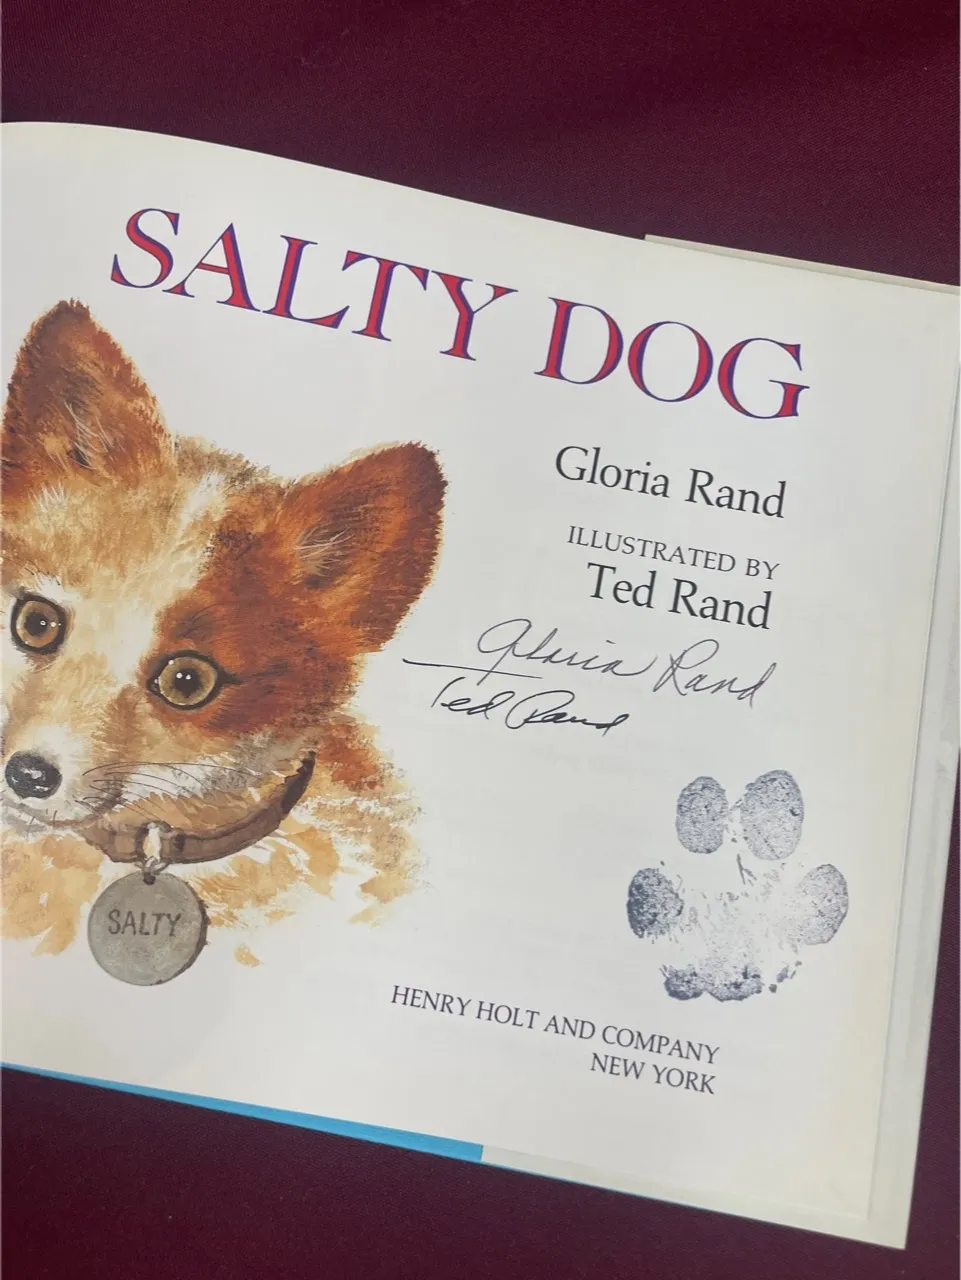 SALTY DOG
Gloria Rand
ILLUSTRATED BY
Ted Rand
Gloria Rand
Ted Rand
SALTY
HENRY HOLT AND COMPANY
NEW YORK